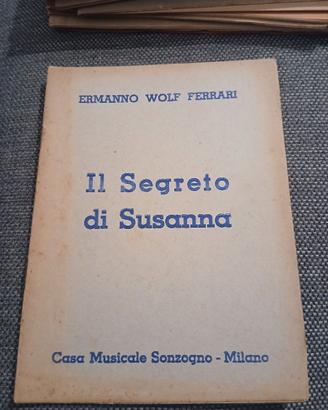 ERMANNO WOLF FERRARI
Il Segreto
di Susanna
Casa Musicale Sonzogno - Milano